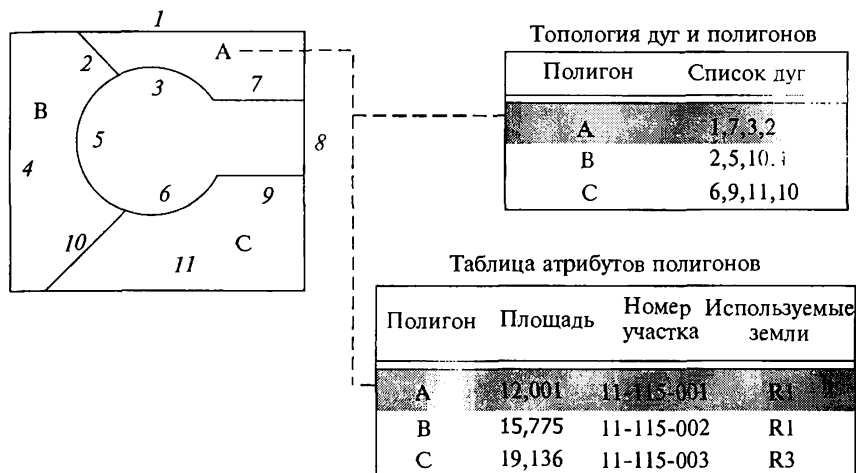 1
A
2
3
7
B
5
8
4
6
9
10
C
11
Топология дуг и полигонов
Полигон Список дуг
A 1,7,3,2
B 2,5,10,
C 6,9,11,10
Таблица атрибутов полигонов
Полигон Площадь Номер участка Используемые земли
A 12,001 11-115-001 R1
B 15,775 11-115-002 R1
C 19,136 11-115-003 R3